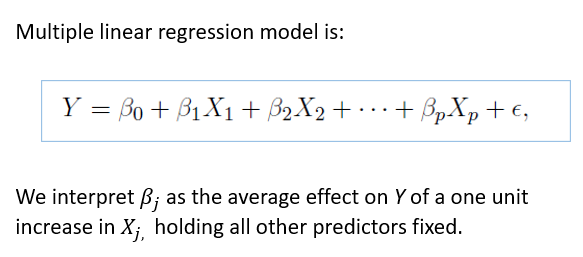 Multiple linear regression model is:
Y = β₀ + β₁X₁ + β₂X₂ + · · · + βₚXₚ + ϵ,
We interpret βⱼ as the average effect on Y of a one unit
increase in Xⱼ, holding all other predictors fixed.